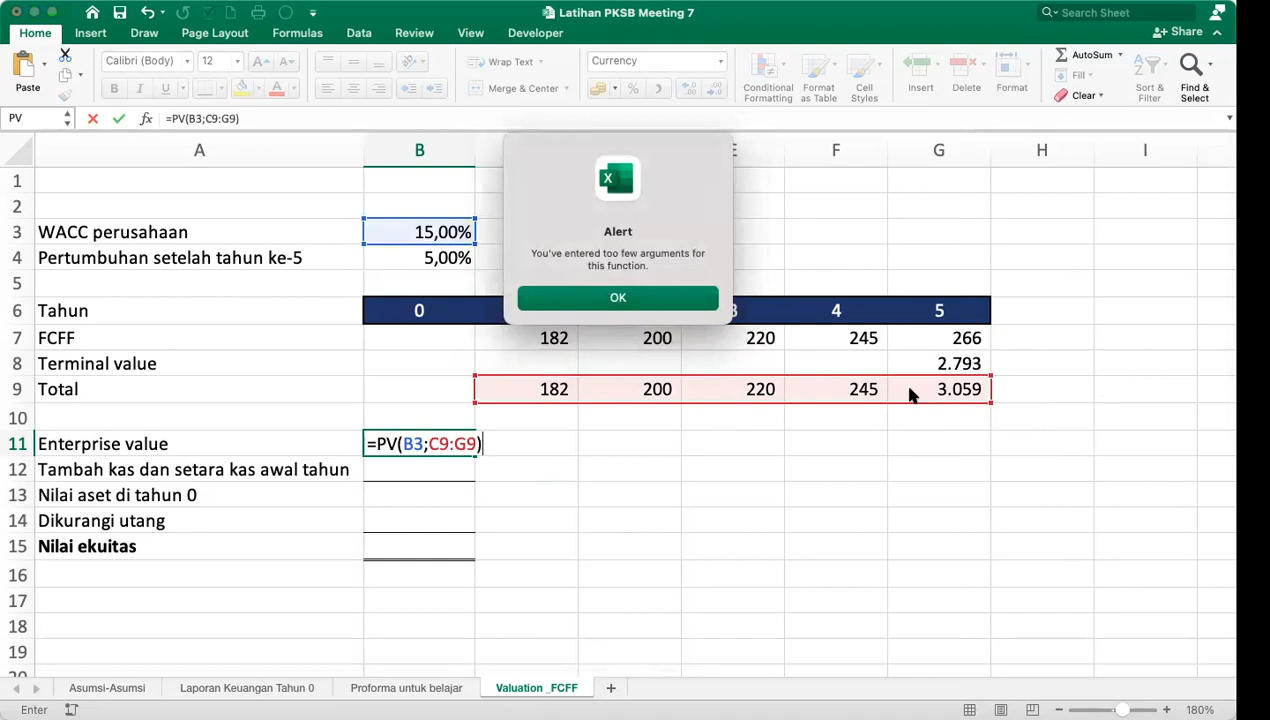 Latihan PKSB Meeting 7
Search Sheet
Home Insert Draw Page Layout Formulas Data Review View Developer
Share
Paste
Calibri (Body) 12
Wrap Text
Merge & Center
Currency
Conditional Formatting
Format as Table
Cell Styles
Insert
Delete
Format
AutoSum
Fill
Clear
Sort & Filter
Find & Select
PV fx =PV(B3;C9:G9)
A B E F G H I
1
2
3 WACC perusahaan 15,00%
4 Pertumbuhan setelah tahun ke-5 5,00%
5
6 Tahun 0 3 4 5
7 FCFF 182 200 220 245 266
8 Terminal value 2.793
9 Total 182 200 220 245 3.059
10
11 Enterprise value =PV(B3;C9:G9)
12 Tambah kas dan setara kas awal tahun
13 Nilai aset di tahun 0
14 Dikurangi utang
15 Nilai ekuitas
16
17
18
19
20
Alert
You've entered too few arguments for
this function.
OK
Asumsi-Asumsi Laporan Keuangan Tahun 0 Proforma untuk belajar Valuation _FCFF +
Enter
180%